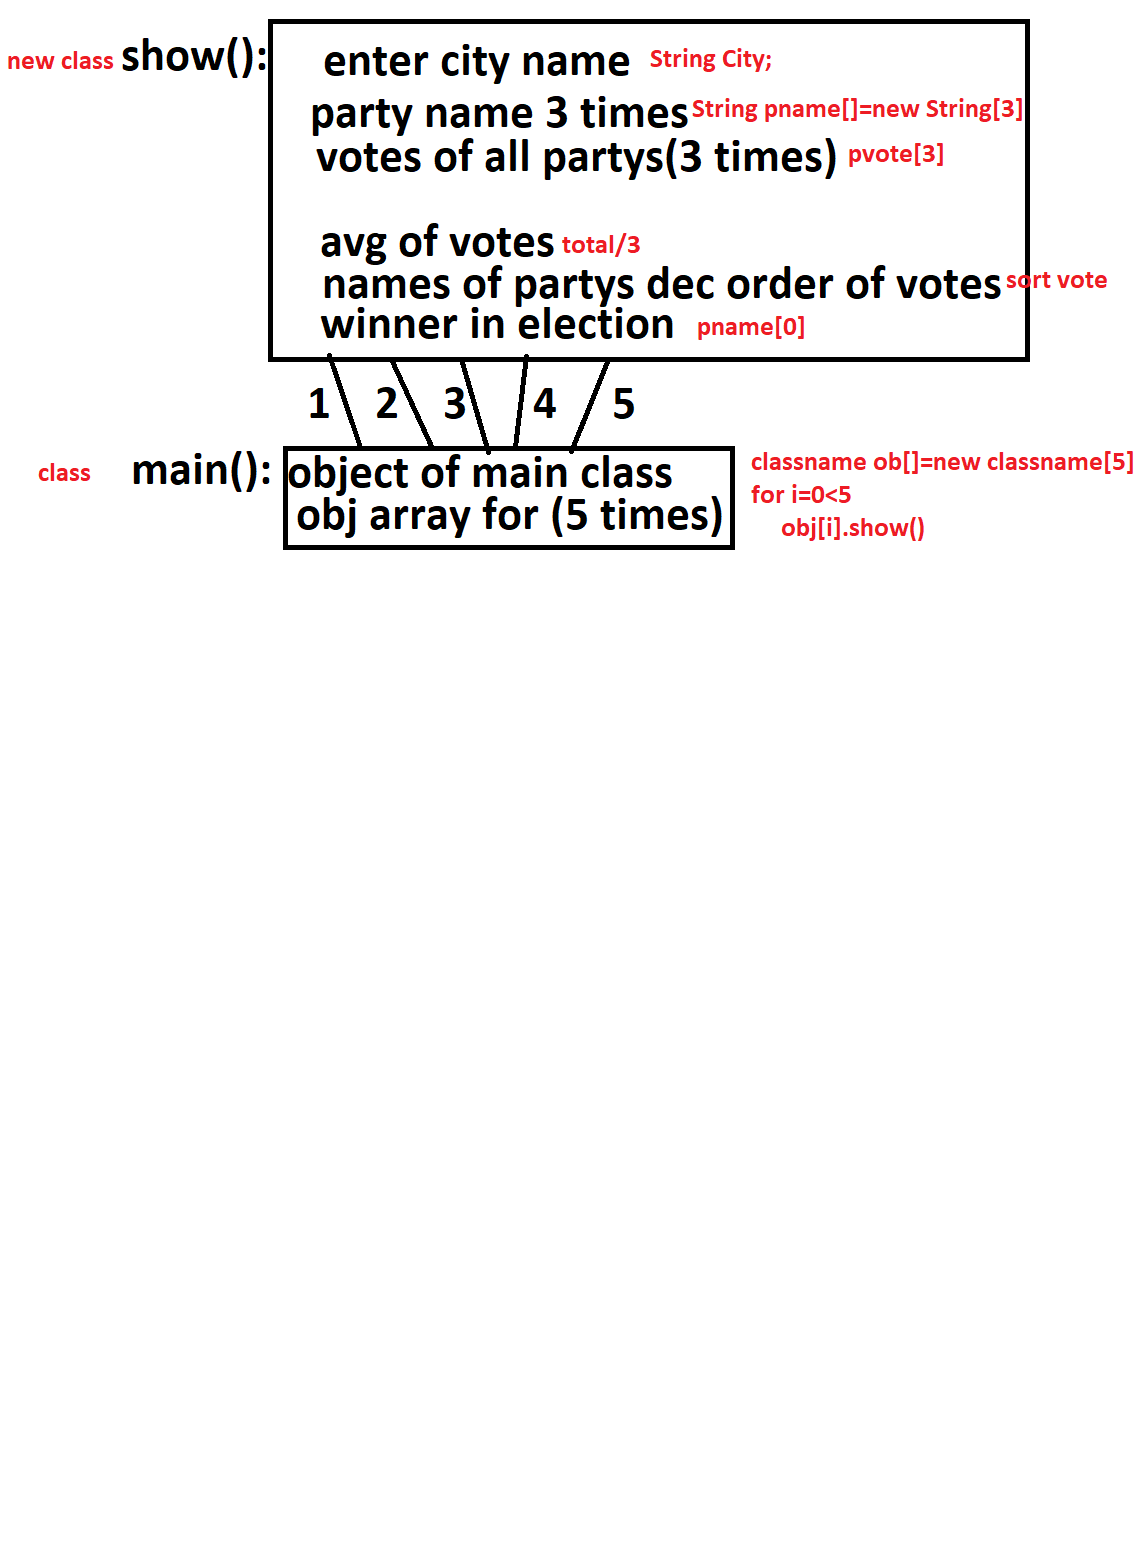 new class show(): enter city name String City;
party name 3 times String pname[]=new String[3]
votes of all partys(3 times) pvote[3]
avg of votes total/3
names of partys dec order of votes sort vote
winner in election pname[0]
1 2 3 4 5
class main(): object of main class classname ob[]=new classname[5]
obj array for (5 times) for i=0<5
obj[i].show()